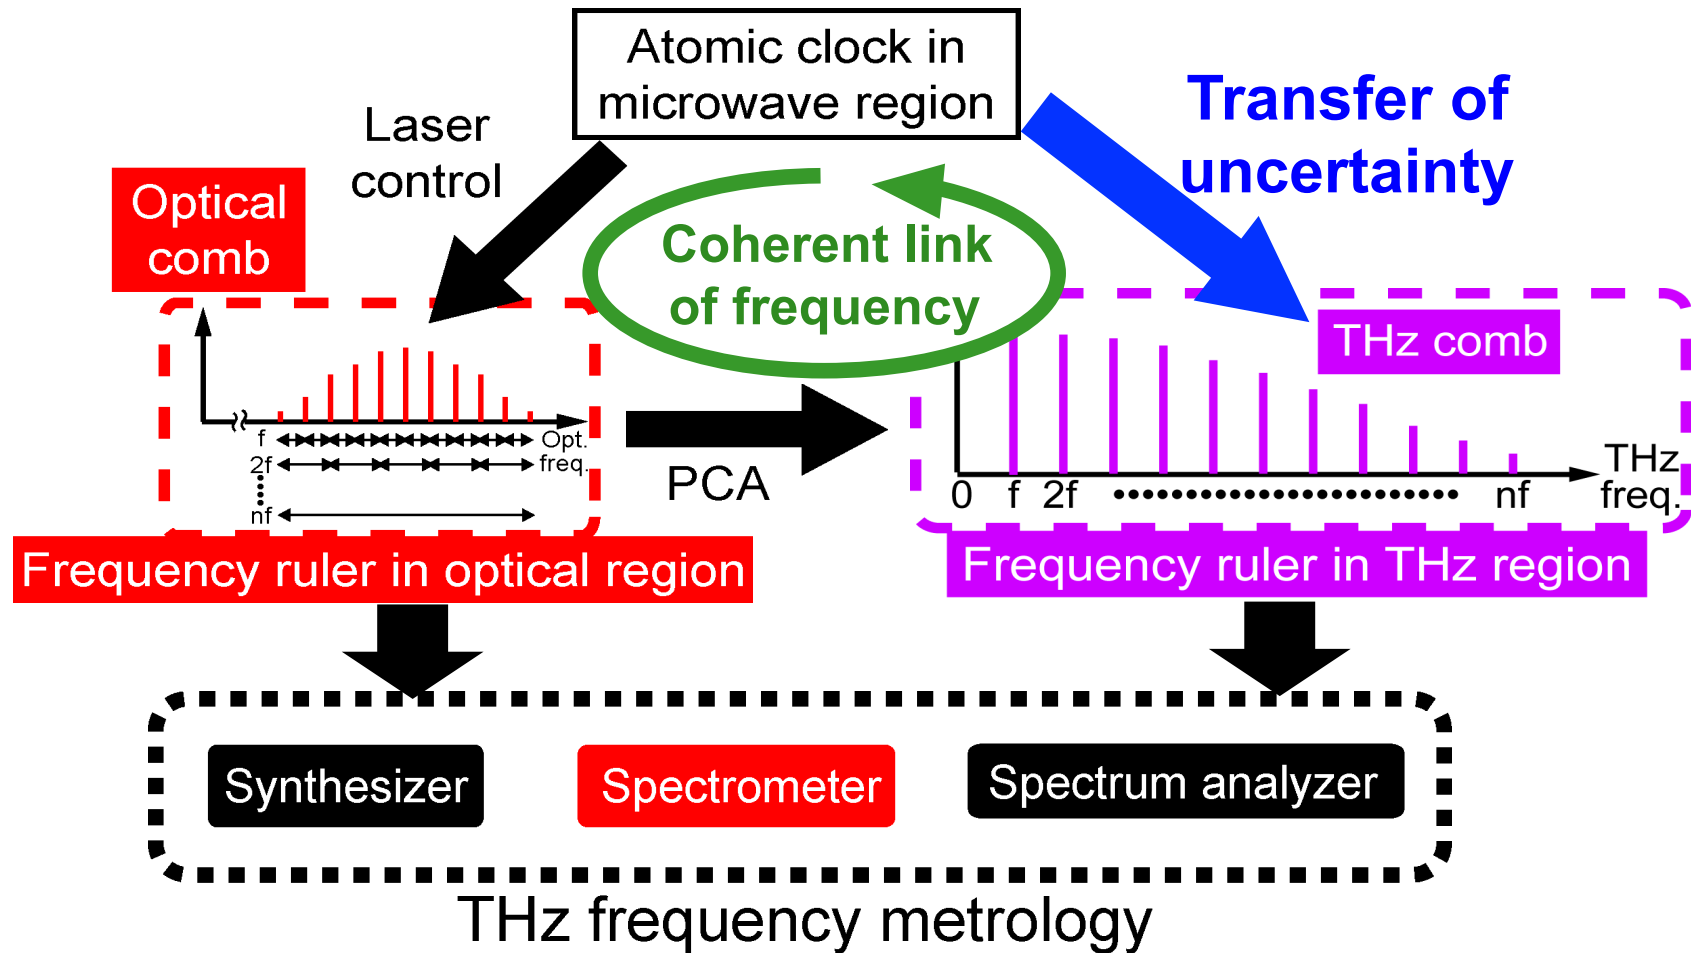 Atomic clock in
microwave region
Laser
control
Transfer of
uncertainty
Optical
comb
Coherent link
of frequency
THz comb
f
Opt.
freq.
2f
nf
PCA
0
f
2f
nf
THz
freq.
Frequency ruler in optical region
Frequency ruler in THz region
Synthesizer
Spectrometer
Spectrum analyzer
THz frequency metrology